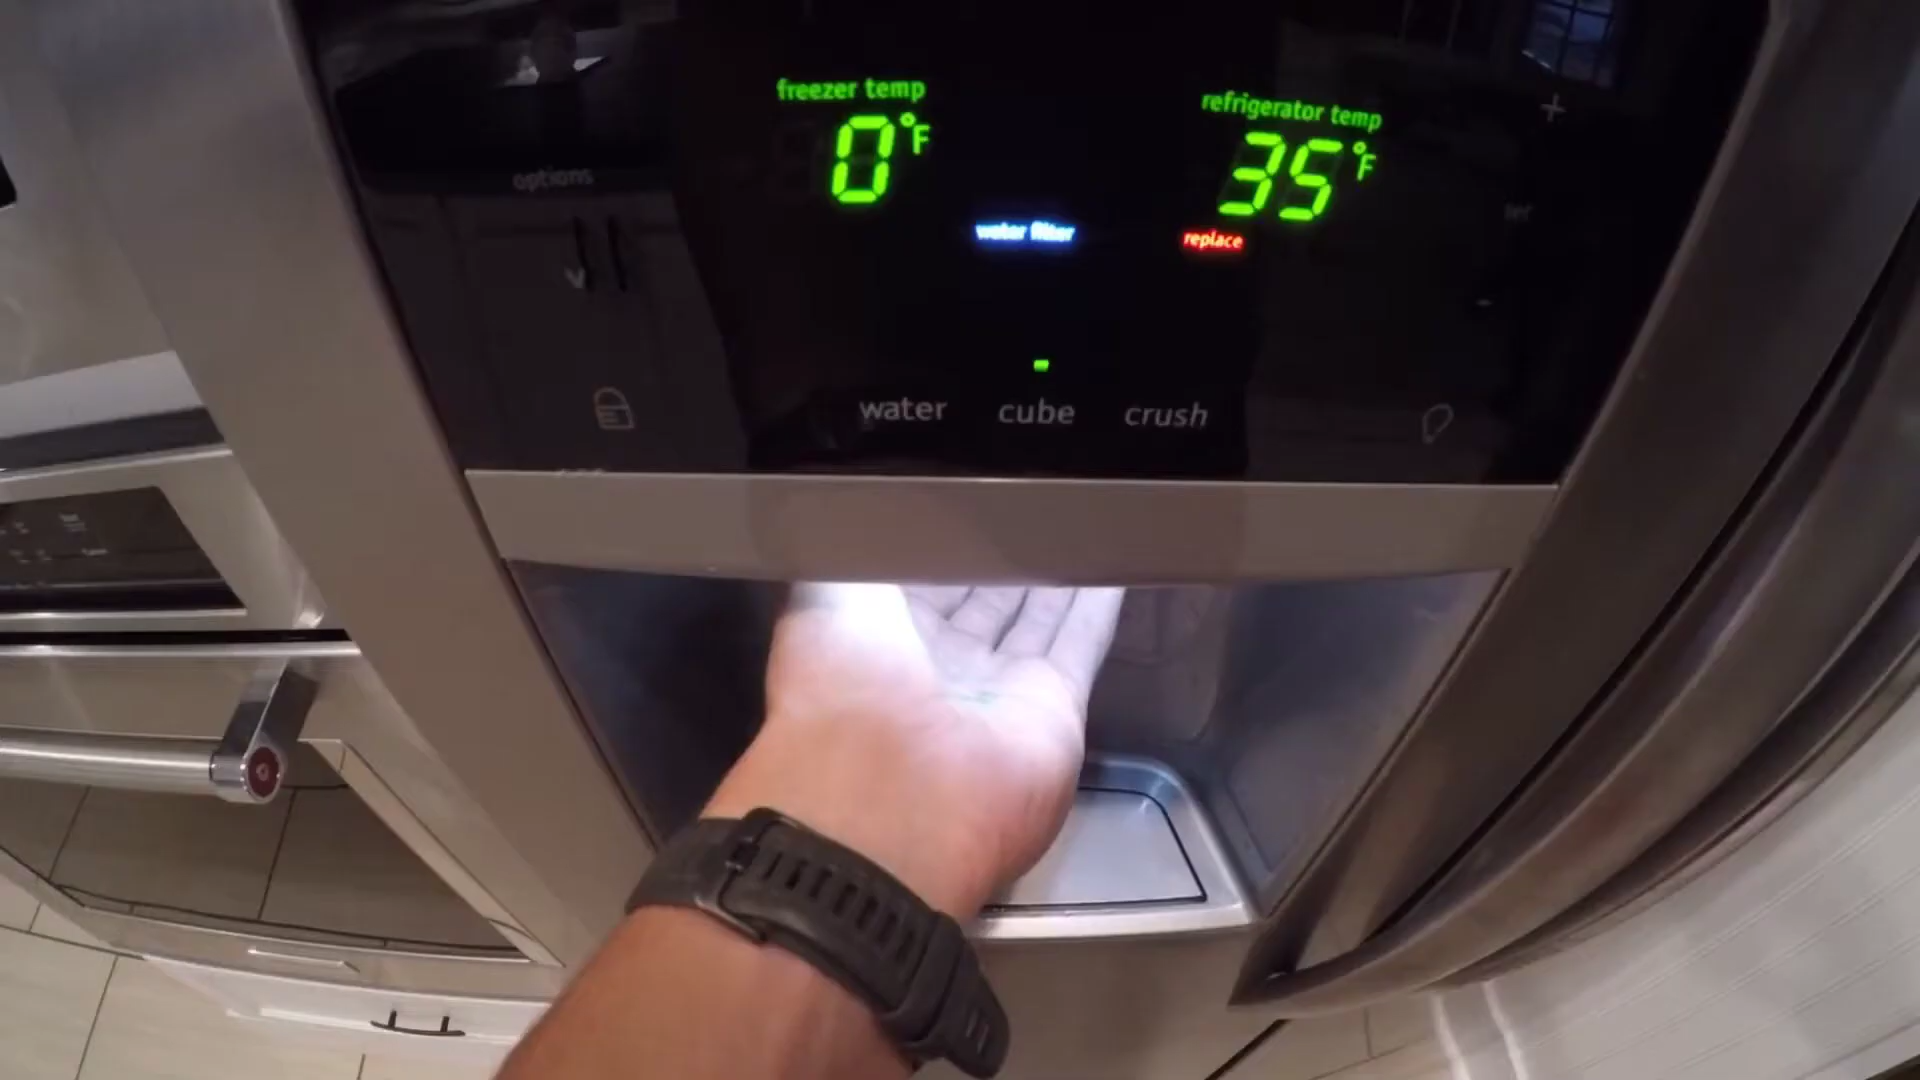 freezer temp
0°F
refrigerator temp
35°F
options
water filter
replace
water
cube
crush